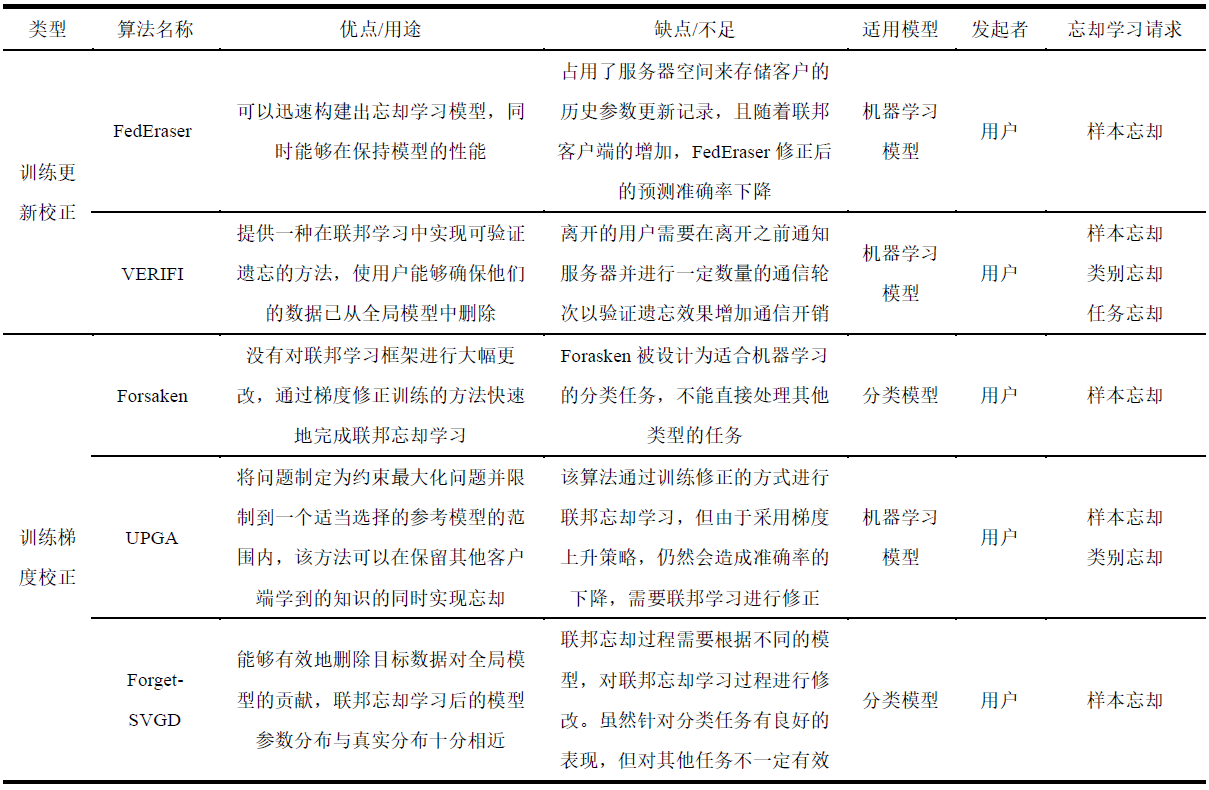 类型 算法名称 优点/用途 缺点/不足 适用模型 发起者 忘却学习请求
训练更
新校正
FedEraser
可以迅速构建出忘却学习模型，同
时能够在保持模型的性能
占用了服务器空间来存储客户的
历史参数更新记录，且随着联邦
客户端的增加，FedEraser 修正后
的预测准确率下降
机器学习
模型
用户
样本忘却
VERIFI
提供一种在联邦学习中实现可验证
遗忘的方法，使用户能够确保他们
的数据已从全局模型中删除
离开的用户需要在离开之前通知
服务器并进行一定数量的通信轮
次以验证遗忘效果增加通信开销
机器学习
模型
用户
样本忘却
类别忘却
任务忘却
训练梯
度校正
Forsaken
没有对联邦学习框架进行大幅更
改，通过梯度修正训练的方法快速
地完成联邦忘却学习
Forasken 被设计为适合机器学习
的分类任务，不能直接处理其他
类型的任务
分类模型
用户
样本忘却
UPGA
将问题制定为约束最大化问题并限
制到一个适当选择的参考模型的范
围内，该方法可以在保留其他客户
端学到的知识的同时实现忘却
该算法通过训练修正的方式进行
联邦忘却学习，但由于采用梯度
上升策略，仍然会造成准确率的
下降，需要联邦学习进行修正
机器学习
模型
用户
样本忘却
类别忘却
Forget-
SVGD
能够有效地删除目标数据对全局模
型的贡献，联邦忘却学习后的模型
参数分布与真实分布十分相近
联邦忘却过程需要根据不同的模
型，对联邦忘却学习过程进行修
改。虽然针对分类任务有良好的
表现，但对其他任务不一定有效
分类模型
用户
样本忘却